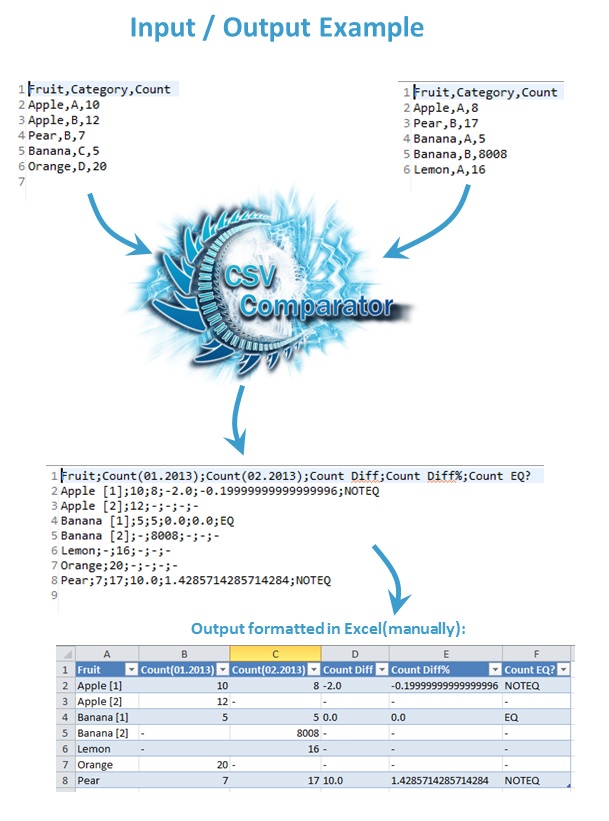 Input / Output Example
1 Fruit,Category,Count
2 Apple,A,10
3 Apple,B,12
4 Pear,B,7
5 Banana,C,5
6 Orange,D,20
7
1 Fruit,Category,Count
2 Apple,A,8
3 Pear,B,17
4 Banana,A,5
5 Banana,B,8008
6 Lemon,A,16
CSV
Comparator
1 Fruit;Count(01.2013);Count(02.2013);Count Diff;Count Diff%;Count EQ?
2 Apple [1];10;8;-2.0;-0.19999999999999996;NOTEQ
3 Apple [2];12;-;-;-;-
4 Banana [1];5;5;0.0;0.0;EQ
5 Banana [2];-;8008;-;-;-
6 Lemon;-;16;-;-;-
7 Orange;20;-;-;-;-
8 Pear;7;17;10.0;1.4285714285714284;NOTEQ
9
Output formatted in Excel(manually):
A B C D E F
1 Fruit Count(01.2013) Count(02.2013) Count Diff Count Diff% Count EQ?
2 Apple [1] 10 8 -2.0 -0.19999999999999996 NOTEQ
3 Apple [2] 12 - - - -
4 Banana [1] 5 5 0.0 0.0 EQ
5 Banana [2] - 8008 - - -
6 Lemon - 16 - - -
7 Orange 20 - - - -
8 Pear 7 17 10.0 1.4285714285714284 NOTEQ